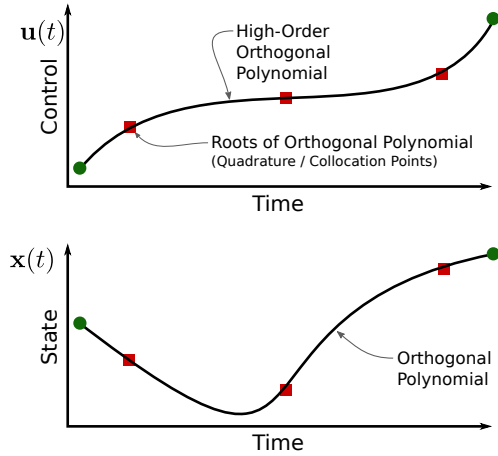 u(t)
High-Order
Orthogonal
Polynomial
Control
Roots of Orthogonal Polynomial
(Quadrature / Collocation Points)
Time
x(t)
State
Orthogonal
Polynomial
Time